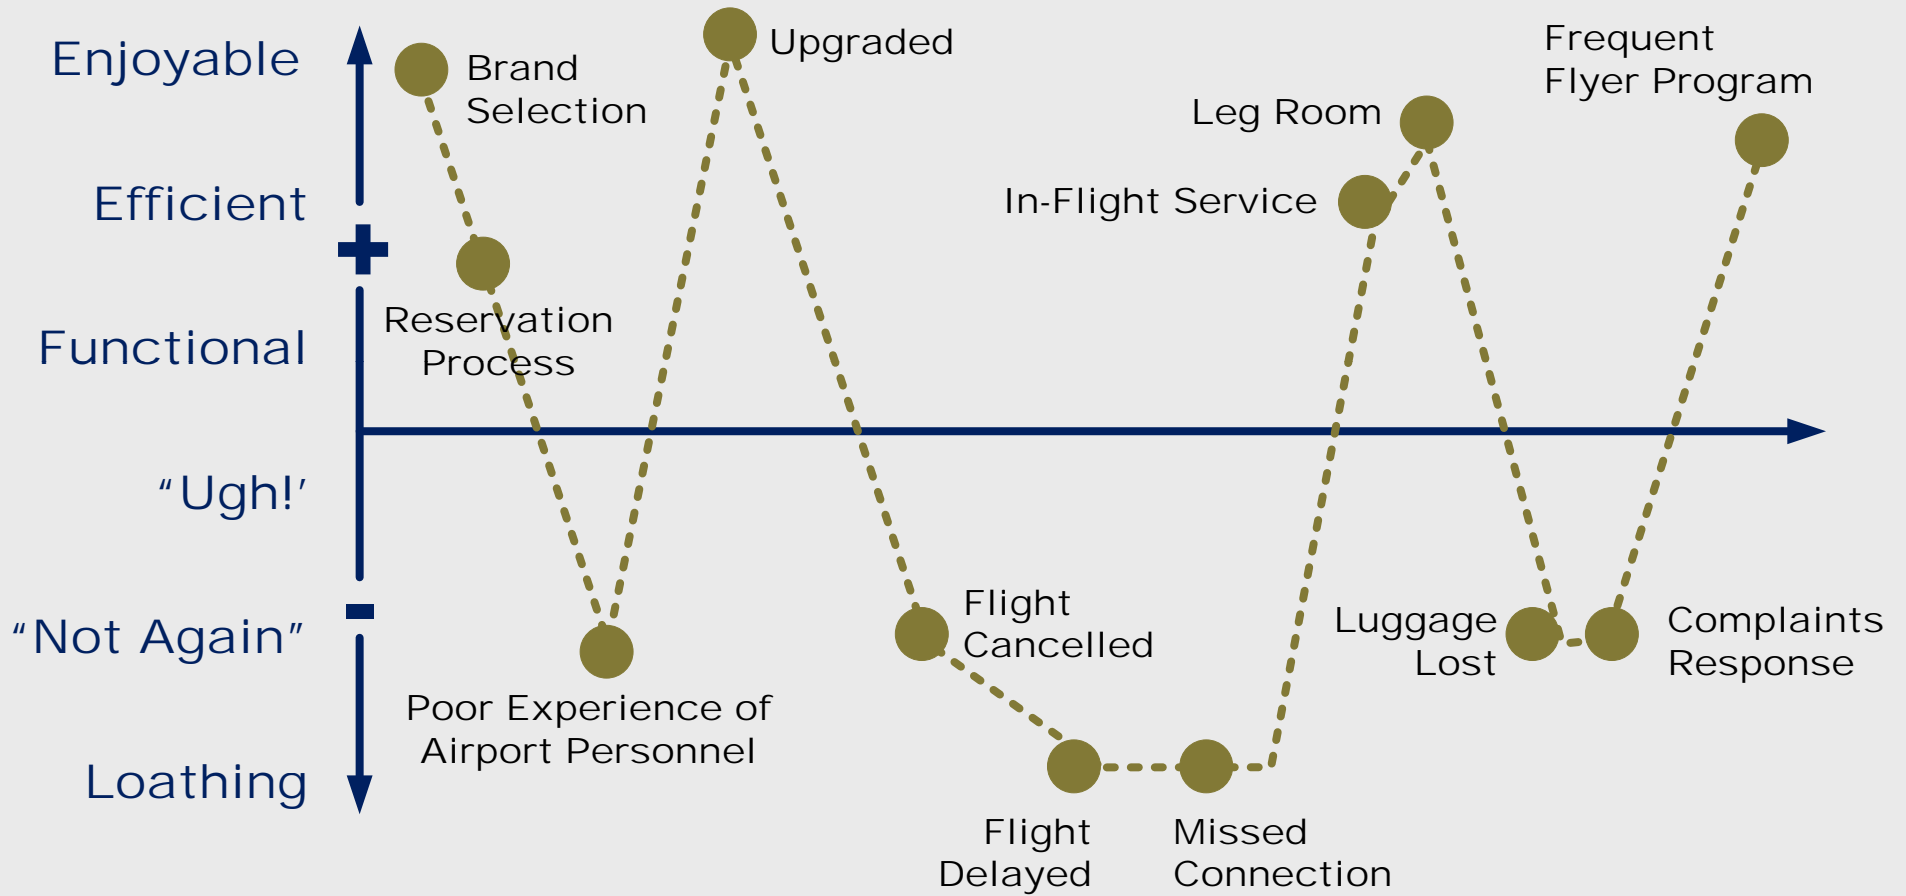 Enjoyable
Efficient
+
Functional
“Ugh!’
-
“Not Again”
Loathing
Brand
Selection
Reservation
Process
Poor Experience of
Airport Personnel
Upgraded
Flight
Cancelled
Flight
Delayed
Missed
Connection
In-Flight Service
Leg Room
Luggage
Lost
Complaints
Response
Frequent
Flyer Program